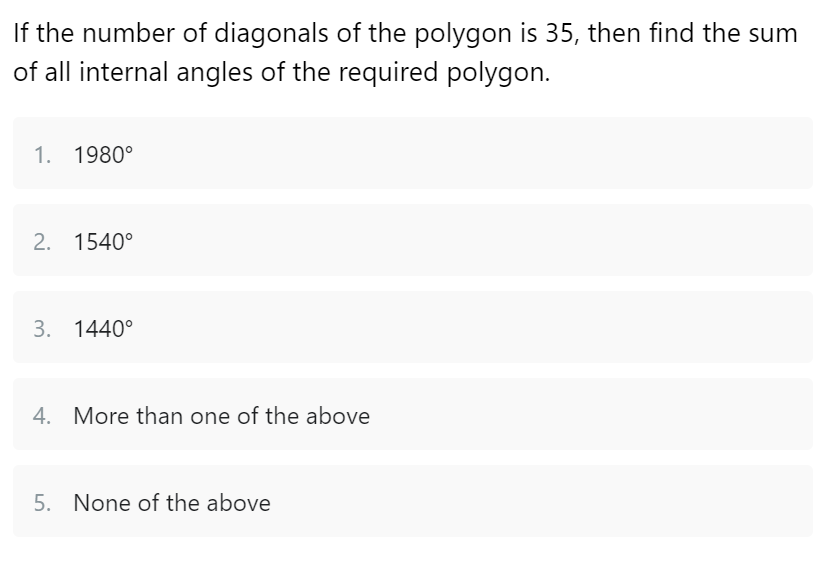 If the number of diagonals of the polygon is 35, then find the sum
of all internal angles of the required polygon.
1. 1980°
2. 1540°
3. 1440°
4. More than one of the above
5. None of the above